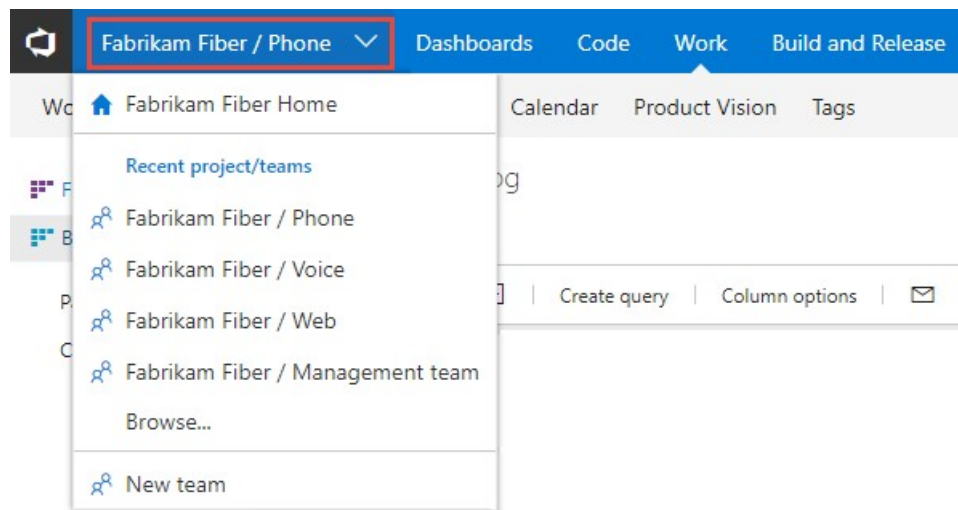 Fabrikam Fiber / Phone Dashboards Code Work Build and Release
Fabrikam Fiber Home
Calendar Product Vision Tags
Recent project/teams
Fabrikam Fiber / Phone
Fabrikam Fiber / Voice
Fabrikam Fiber / Web
Create query Column options
Fabrikam Fiber / Management team
Browse...
New team